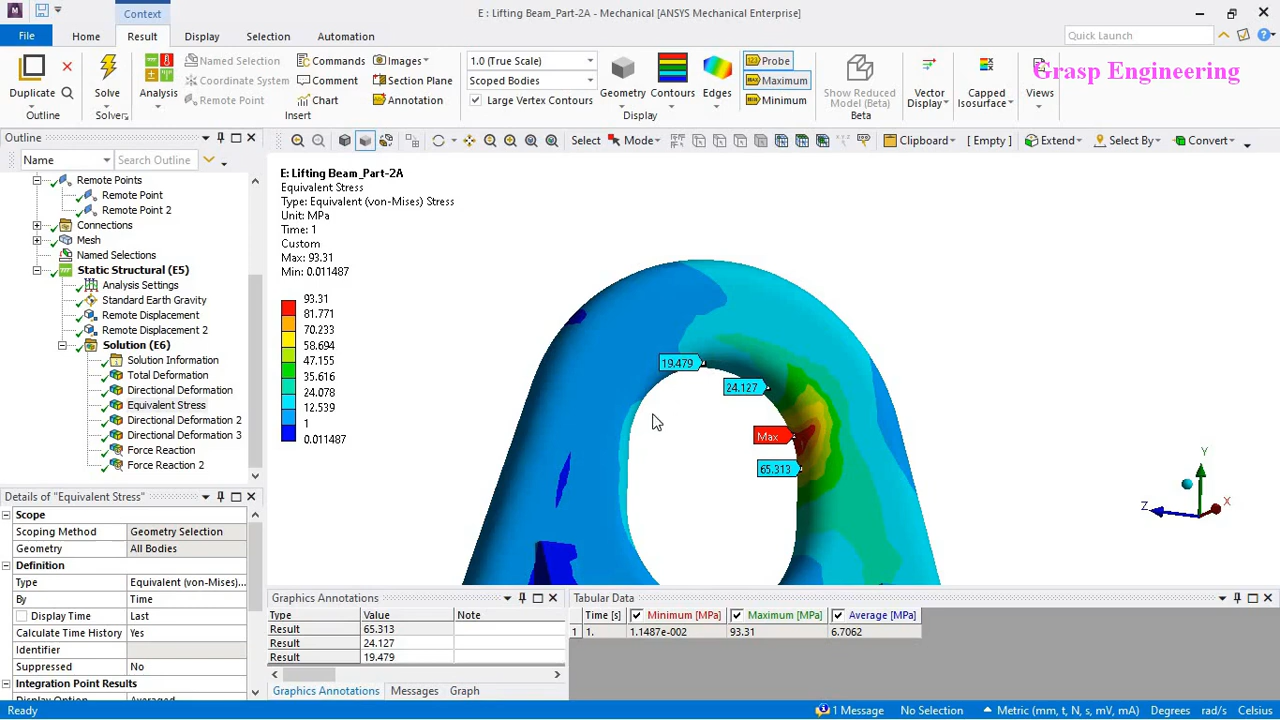 Context
E : Lifting Beam_Part-2A - Mechanical [ANSYS Mechanical Enterprise]
File Home Result Display Selection Automation
Quick Launch
Duplicate
Outline
Solve
Solvers
Analysis
Named Selection
Coordinate System
Remote Point
Commands
Comment
Chart
Images
Section Plane
Annotation
Insert
1.0 (True Scale)
Scoped Bodies
Large Vertex Contours
Geometry
Contours
Edges
Probe
Maximum
Minimum
Display
Show Reduced
Model (Beta)
Beta
Vector
Display
Capped
Isosurface
Views
Grasp Engineering
Select Mode Clipboard [ Empty ] Extend Select By Convert
Outline
Name Search Outline
Remote Points
Remote Point
Remote Point 2
Connections
Mesh
Named Selections
Static Structural (E5)
Analysis Settings
Standard Earth Gravity
Remote Displacement
Remote Displacement 2
Solution (E6)
Solution Information
Total Deformation
Directional Deformation
Equivalent Stress
Directional Deformation 2
Directional Deformation 3
Force Reaction
Force Reaction 2
Details of "Equivalent Stress"
Scope
Scoping Method Geometry Selection
Geometry All Bodies
Definition
Type Equivalent (von-Mises)...
By Time
Display Time Last
Calculate Time History Yes
Identifier
Suppressed No
Integration Point Results
E: Lifting Beam_Part-2A
Equivalent Stress
Type: Equivalent (von-Mises) Stress
Unit: MPa
Time: 1
Custom
Max: 93.31
Min: 0.011487
93.31
81.771
70.233
58.694
47.155
35.616
24.078
12.539
1
0.011487
19.479
24.127
Max
65.313
Y
Z
X
Graphics Annotations
Type Value Note
Result 65.313
Result 24.127
Result 19.479
Graphics Annotations Messages Graph
Tabular Data
Time [s] Minimum [MPa] Maximum [MPa] Average [MPa]
1 1. 1.1487e-002 93.31 6.7062
Ready
1 Message No Selection Metric (mm, t, N, s, mV, mA) Degrees rad/s Celsius